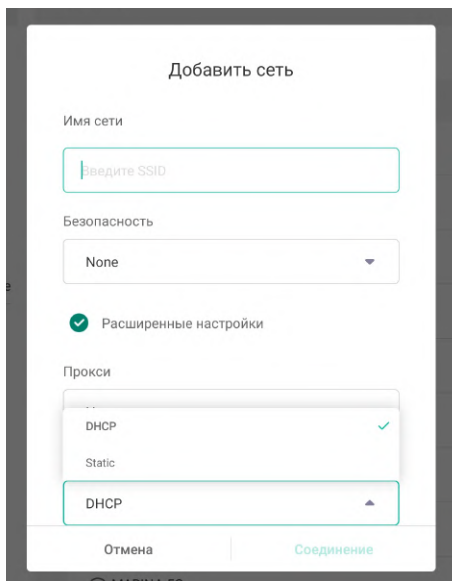 Добавить сеть
Имя сети
Введите SSID
Безопасность
None
Расширенные настройки
Прокси
DHCP
Static
DHCP
Отмена
Соединение